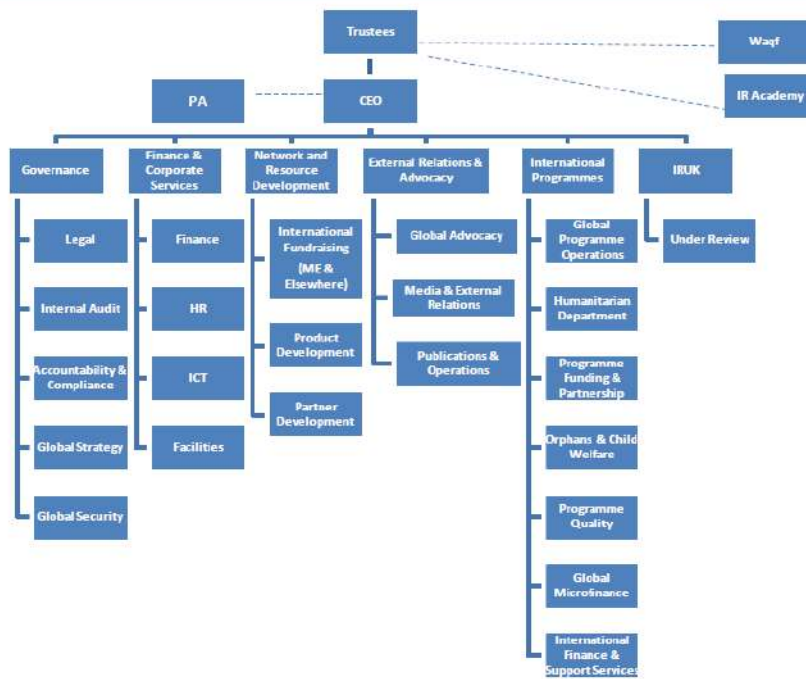 Trustees
Waqf
PA
CEO
IR Academy
Governance
Finance &
Corporate
Services
Network and
Resource
Development
External Relations &
Advocacy
International
Programmes
IRUK
Legal
Internal Audit
Accountability &
Compliance
Global Strategy
Global Security
Finance
HR
ICT
Facilities
International
Fundraising
(ME &
Elsewhere)
Product
Development
Partner
Development
Global Advocacy
Media & External
Relations
Publications &
Operations
Global
Programme
Operations
Humanitarian
Department
Programme
Funding &
Partnership
Orphans & Child
Welfare
Programme
Quality
Global
Microfinance
International
Finance &
Support Services
Under Review